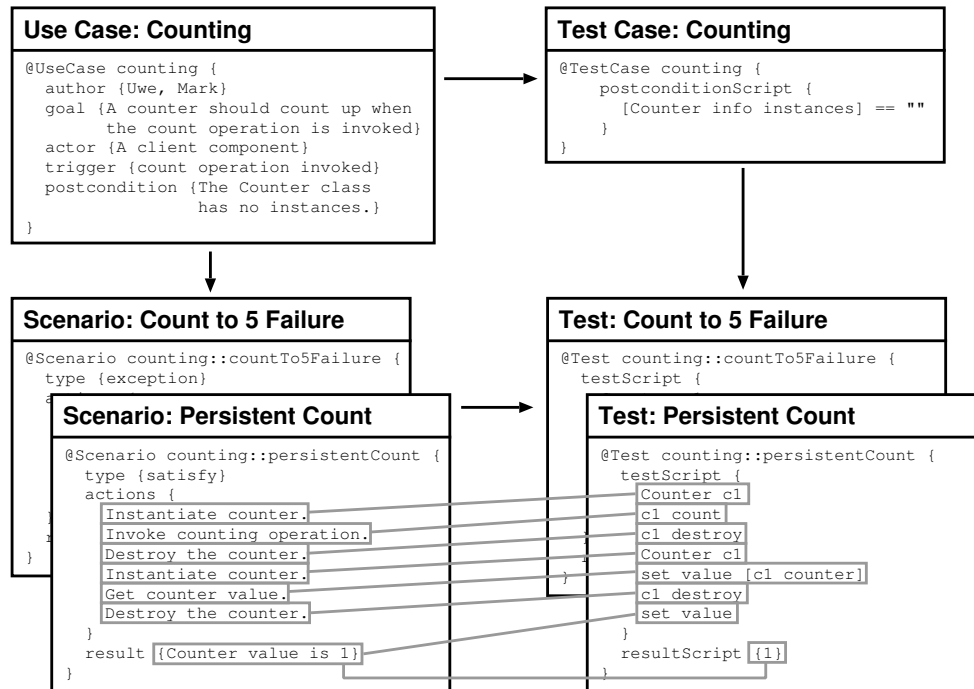 Use Case: Counting
@UseCase counting {
author {Uwe, Mark}
goal {A counter should count up when
the count operation is invoked}
actor {A client component}
trigger {count operation invoked}
postcondition {The Counter class
has no instances.}
}
Test Case: Counting
@TestCase counting {
postconditionScript {
[Counter info instances] == ""
}
}
Scenario: Count to 5 Failure
@Scenario counting::countTo5Failure {
type {exception}
}
Scenario: Persistent Count
@Scenario counting::persistentCount {
type {satisfy}
actions {
Instantiate counter.
Invoke counting operation.
Destroy the counter.
Instantiate counter.
Get counter value.
Destroy the counter.
}
result {Counter value is 1}
}
Test: Count to 5 Failure
@Test counting::countTo5Failure {
testScript {
}
Test: Persistent Count
@Test counting::persistentCount {
testScript {
Counter c1
c1 count
c1 destroy
Counter c1
set value [c1 counter]
c1 destroy
set value
}
resultScript {1}
}